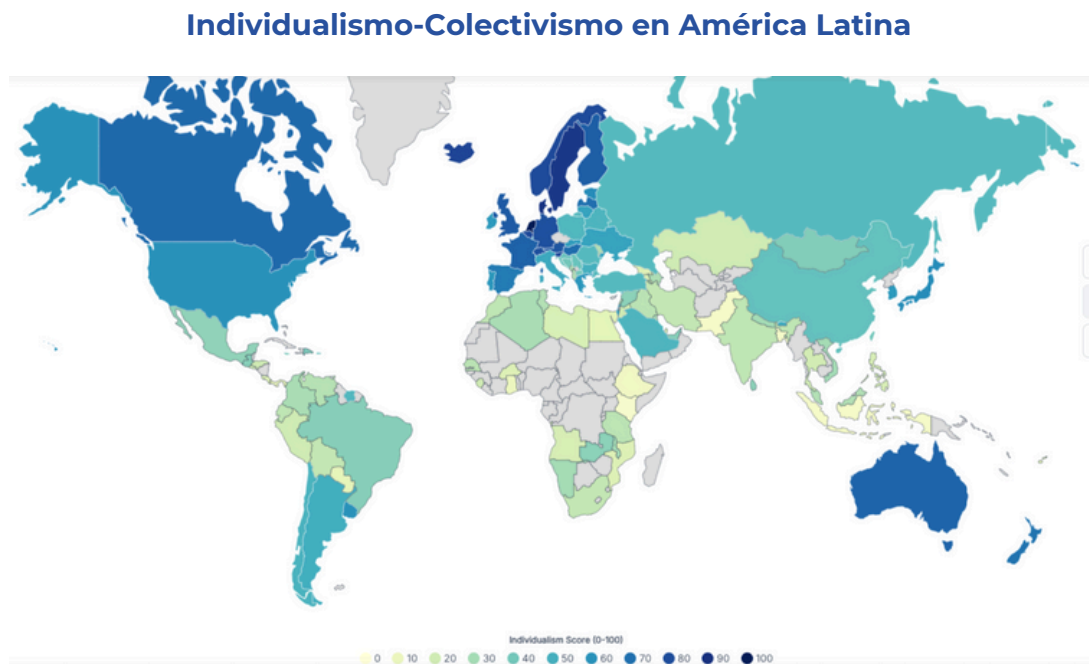 Individualismo-Colectivismo en América Latina
Individualism Score (0-100)
0 10 20 30 40 50 60 70 80 90 100